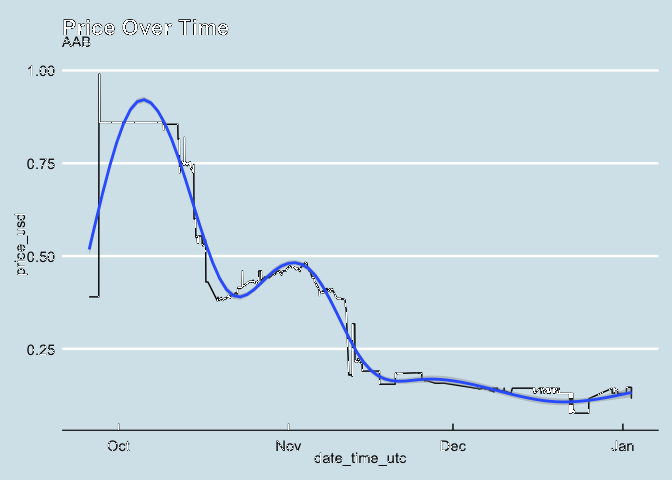 Price Over Time
AAB
1.00
0.75
0.50
0.25
price_usd
Oct Nov Dec Jan
date_time_utc